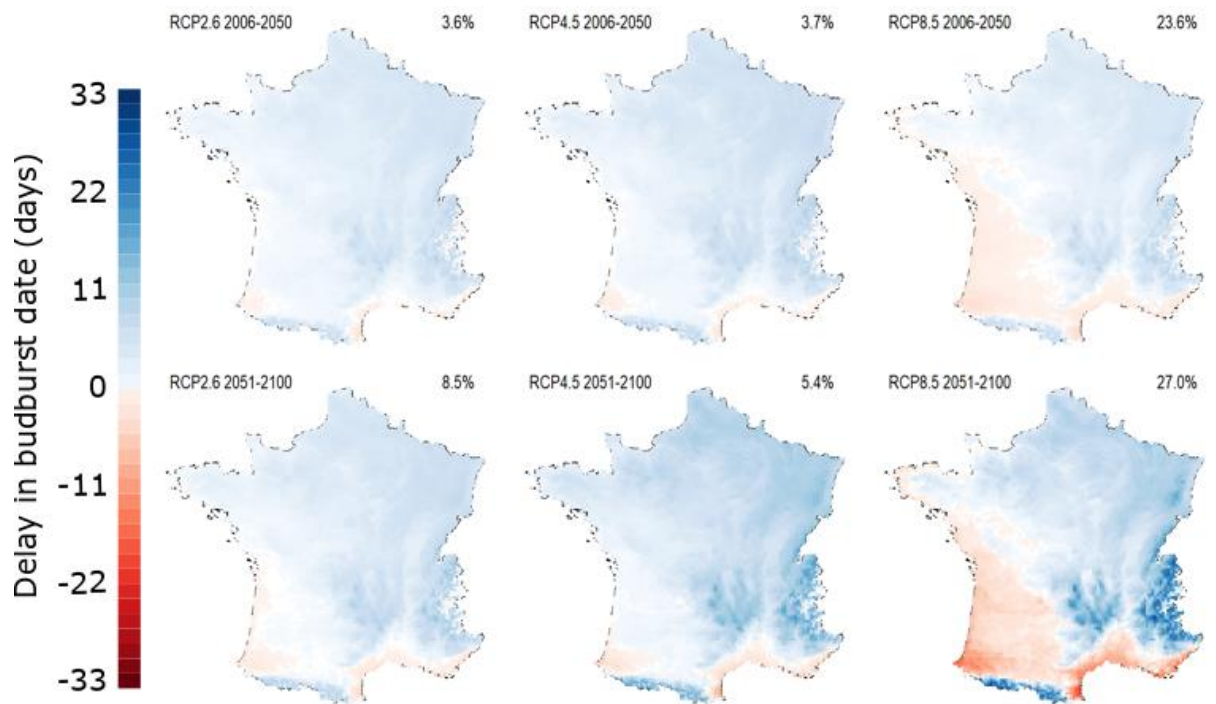 RCP2.6 2006-2050 3.6%
RCP4.5 2006-2050 3.7%
RCP8.5 2006-2050 23.6%
Delay in budburst date (days)
33
22
11
0
-11
-22
-33
RCP2.6 2051-2100 8.5%
RCP4.5 2051-2100 5.4%
RCP8.5 2051-2100 27.0%